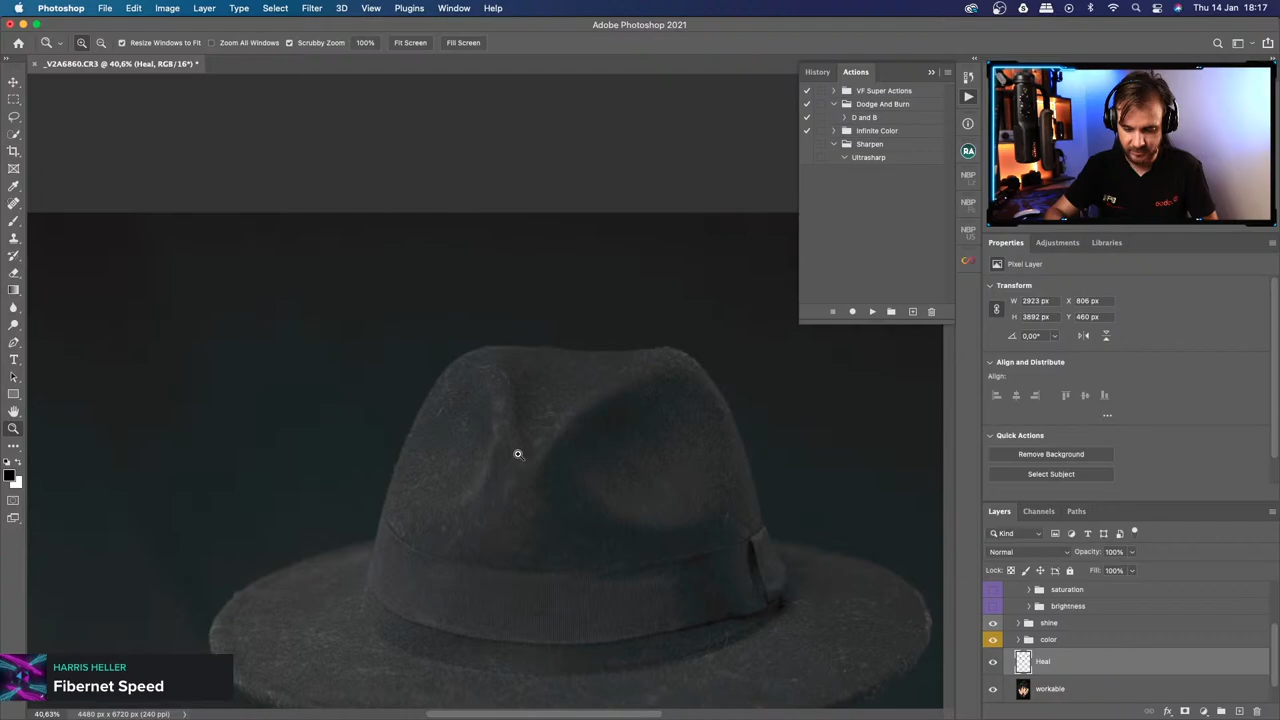 Photoshop File Edit Image Layer Type Select Filter 3D View Plugins Window Help Thu 14 Jan 18:17
Adobe Photoshop 2021
Resize Windows to Fit Zoom All Windows Scrubby Zoom 100% Fit Screen Fill Screen
_V2A6860.CR3 @ 40,6% (Heal, RGB/16*) *
History Actions
VF Super Actions
Dodge And Burn
D and B
Infinite Color
Sharpen
Ultrasharp
RA
NBP
NBP
NBP
US
Properties Adjustments Libraries
Pixel Layer
Transform
W 2923 px X 806 px
H 3892 px Y 460 px
0,00°
Align and Distribute
Align:
Quick Actions
Remove Background
Select Subject
Layers Channels Paths
Kind
Normal Opacity: 100%
Lock: Fill: 100%
saturation
brightness
shine
color
Heal
workable
HARRIS HELLER
Fibernet Speed
40,63% 4480 px x 6720 px (240 ppi)